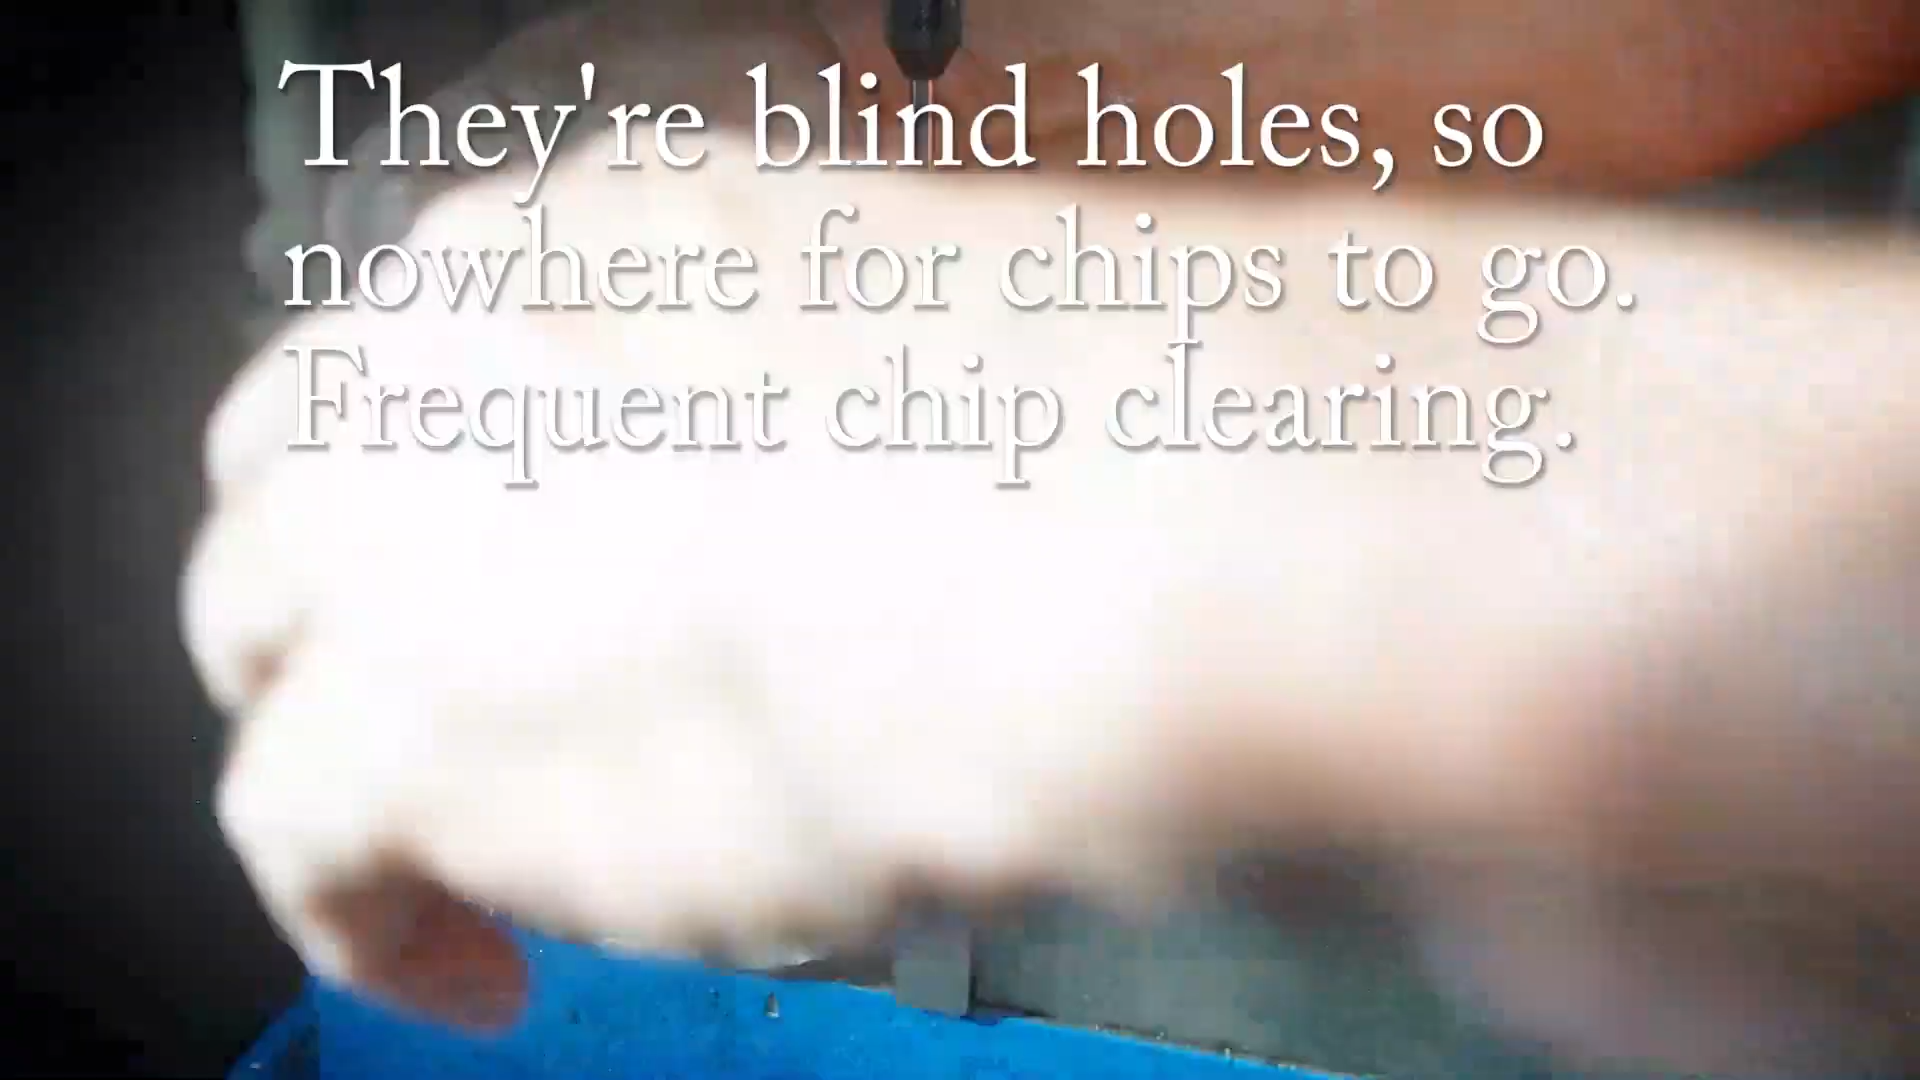 They're blind holes, so
nowhere for chips to go.
Frequent chip clearing.